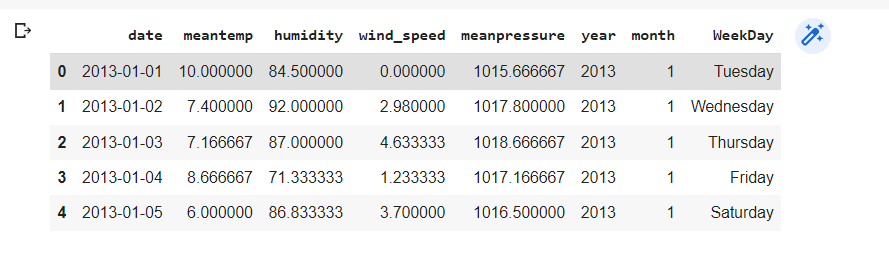 date meantemp humidity wind_speed meanpressure year month WeekDay
0 2013-01-01 10.000000 84.500000 0.000000 1015.666667 2013 1 Tuesday
1 2013-01-02 7.400000 92.000000 2.980000 1017.800000 2013 1 Wednesday
2 2013-01-03 7.166667 87.000000 4.633333 1018.666667 2013 1 Thursday
3 2013-01-04 8.666667 71.333333 1.233333 1017.166667 2013 1 Friday
4 2013-01-05 6.000000 86.833333 3.700000 1016.500000 2013 1 Saturday